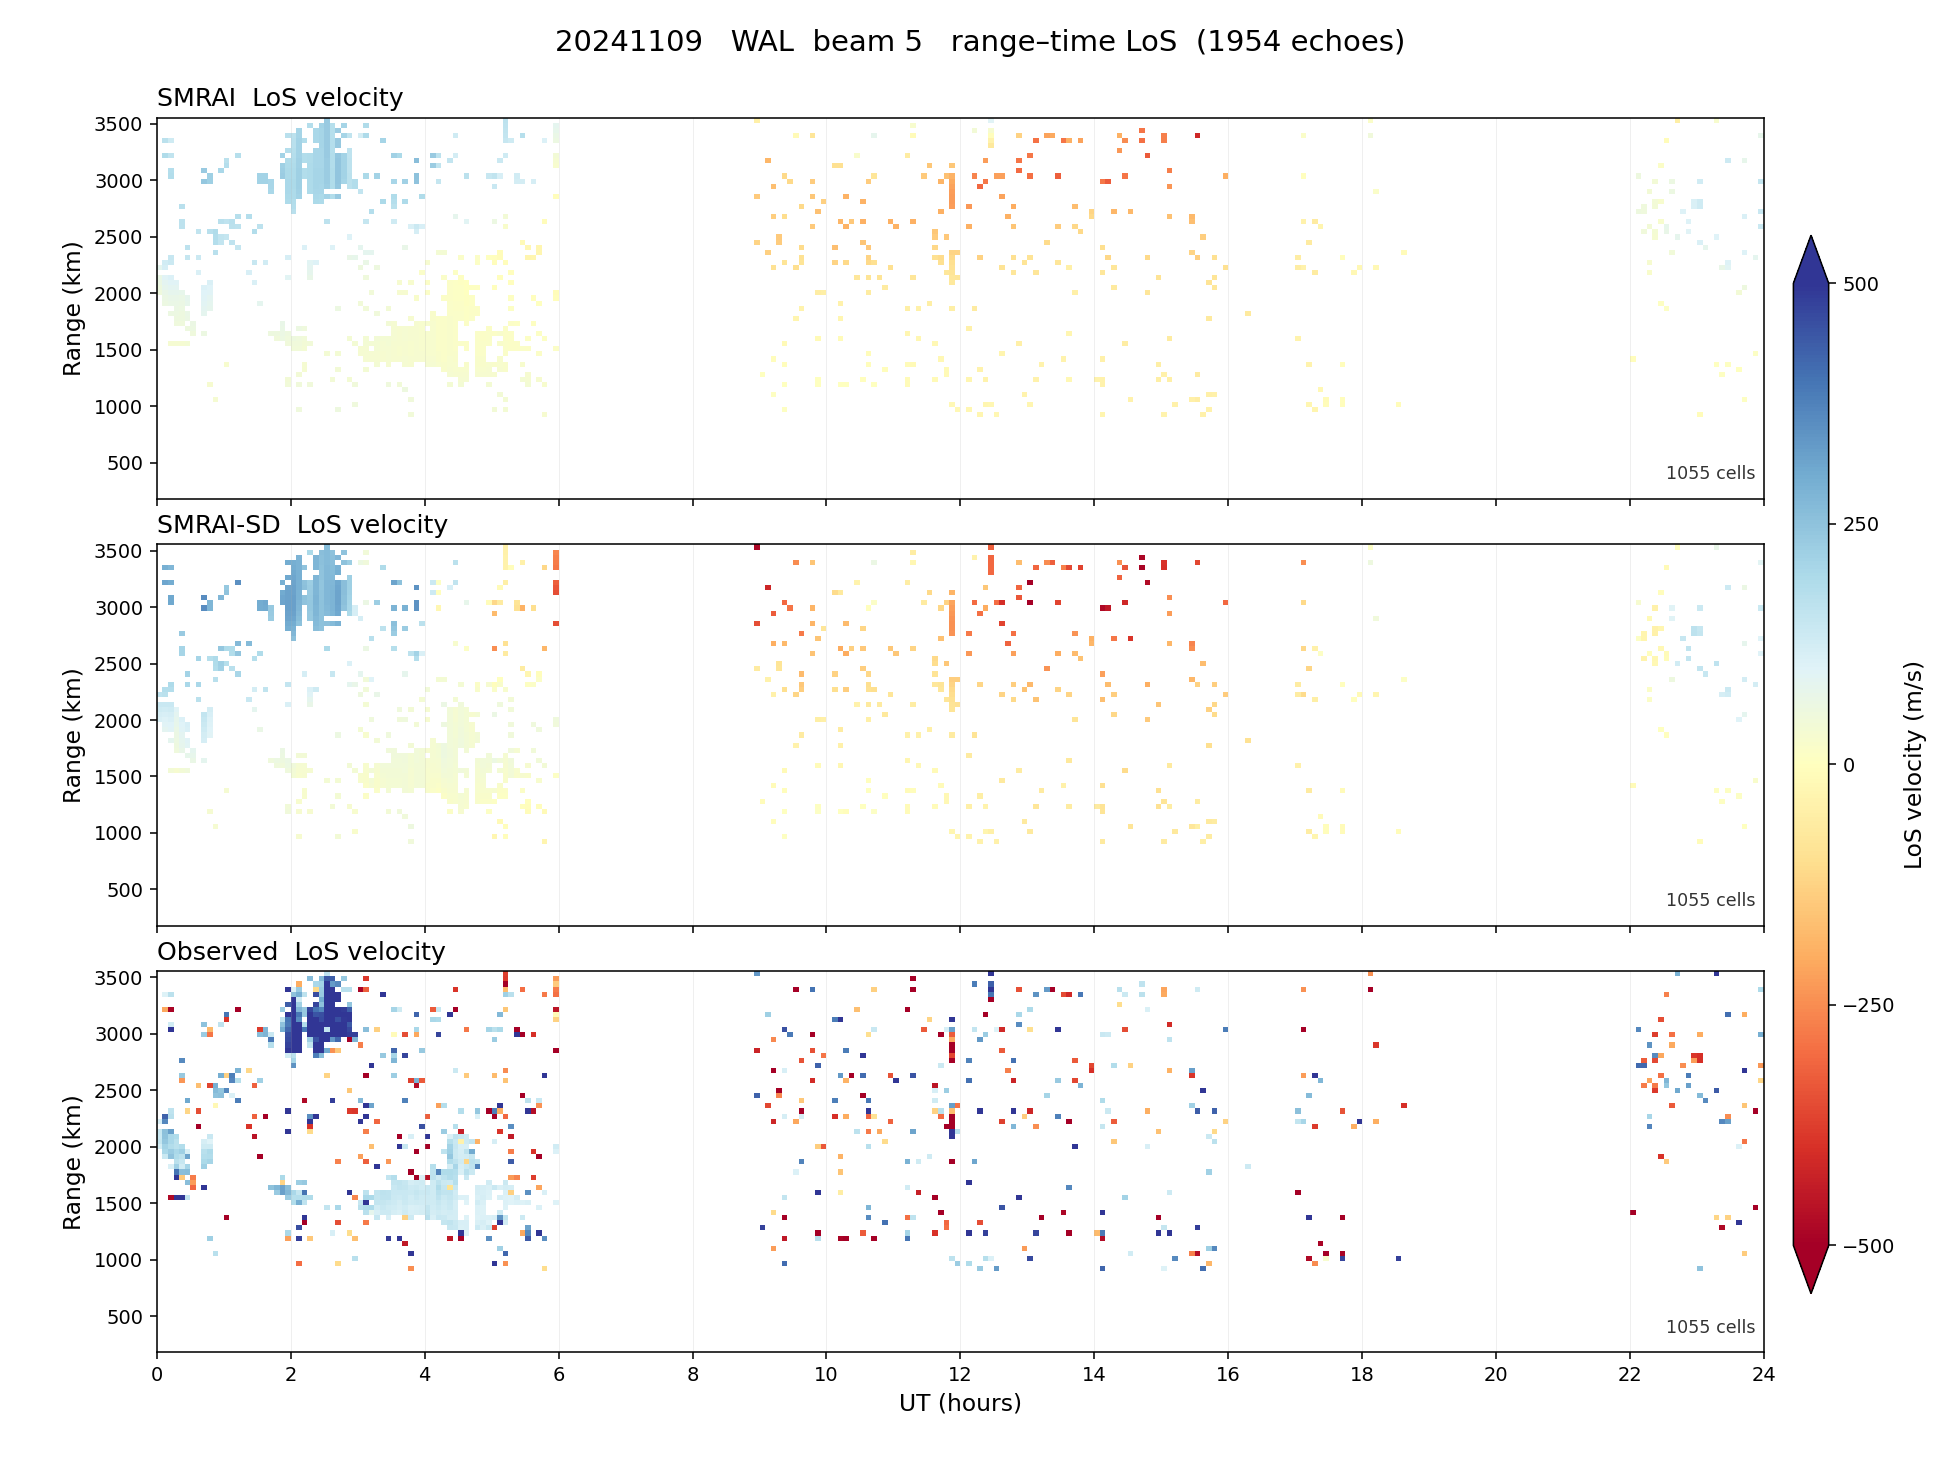 20241109   WAL  beam 5   range–time LoS  (1954 echoes)
SMRAI  LoS velocity
3500
3000
2500
2000
1500
1000
500
Range (km)
1055 cells
SMRAI-SD  LoS velocity
3500
3000
2500
2000
1500
1000
500
Range (km)
1055 cells
Observed  LoS velocity
3500
3000
2500
2000
1500
1000
500
Range (km)
1055 cells
0 2 4 6 8 10 12 14 16 18 20 22 24
UT (hours)
500
250
0
−250
−500
LoS velocity (m/s)